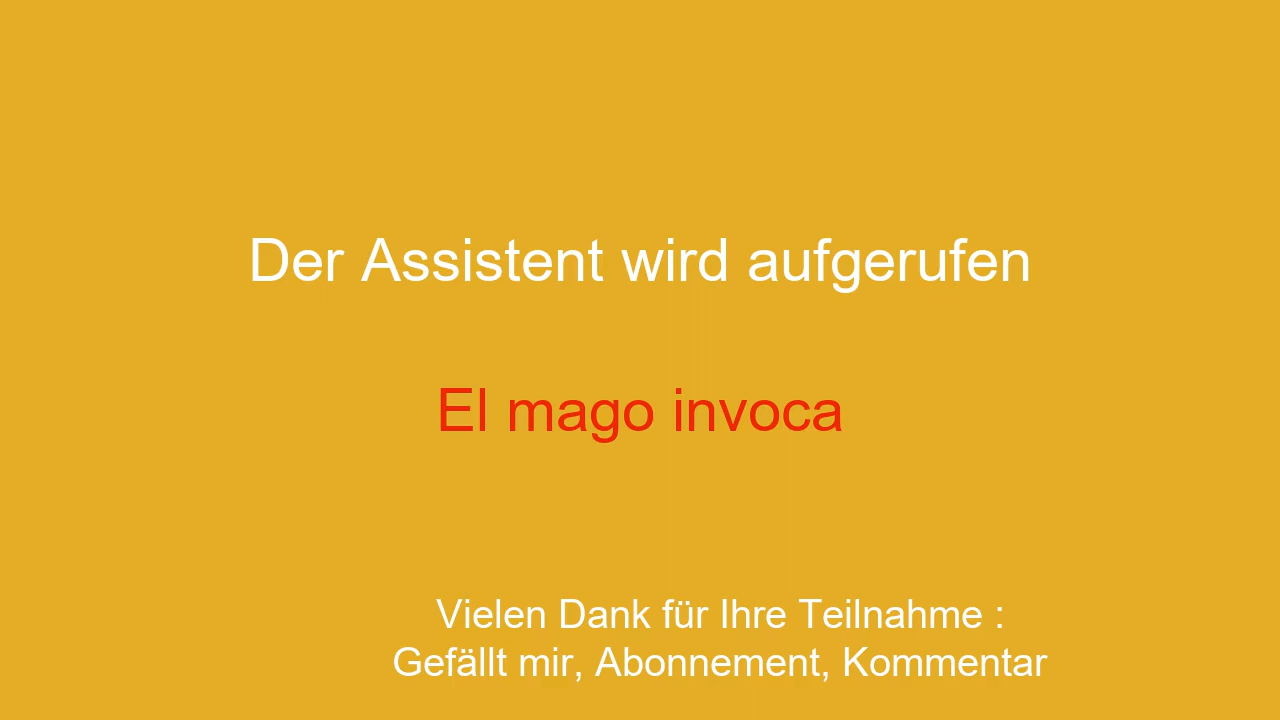 Der Assistent wird aufgerufen
El mago invoca
Vielen Dank für Ihre Teilnahme :
Gefällt mir, Abonnement, Kommentar